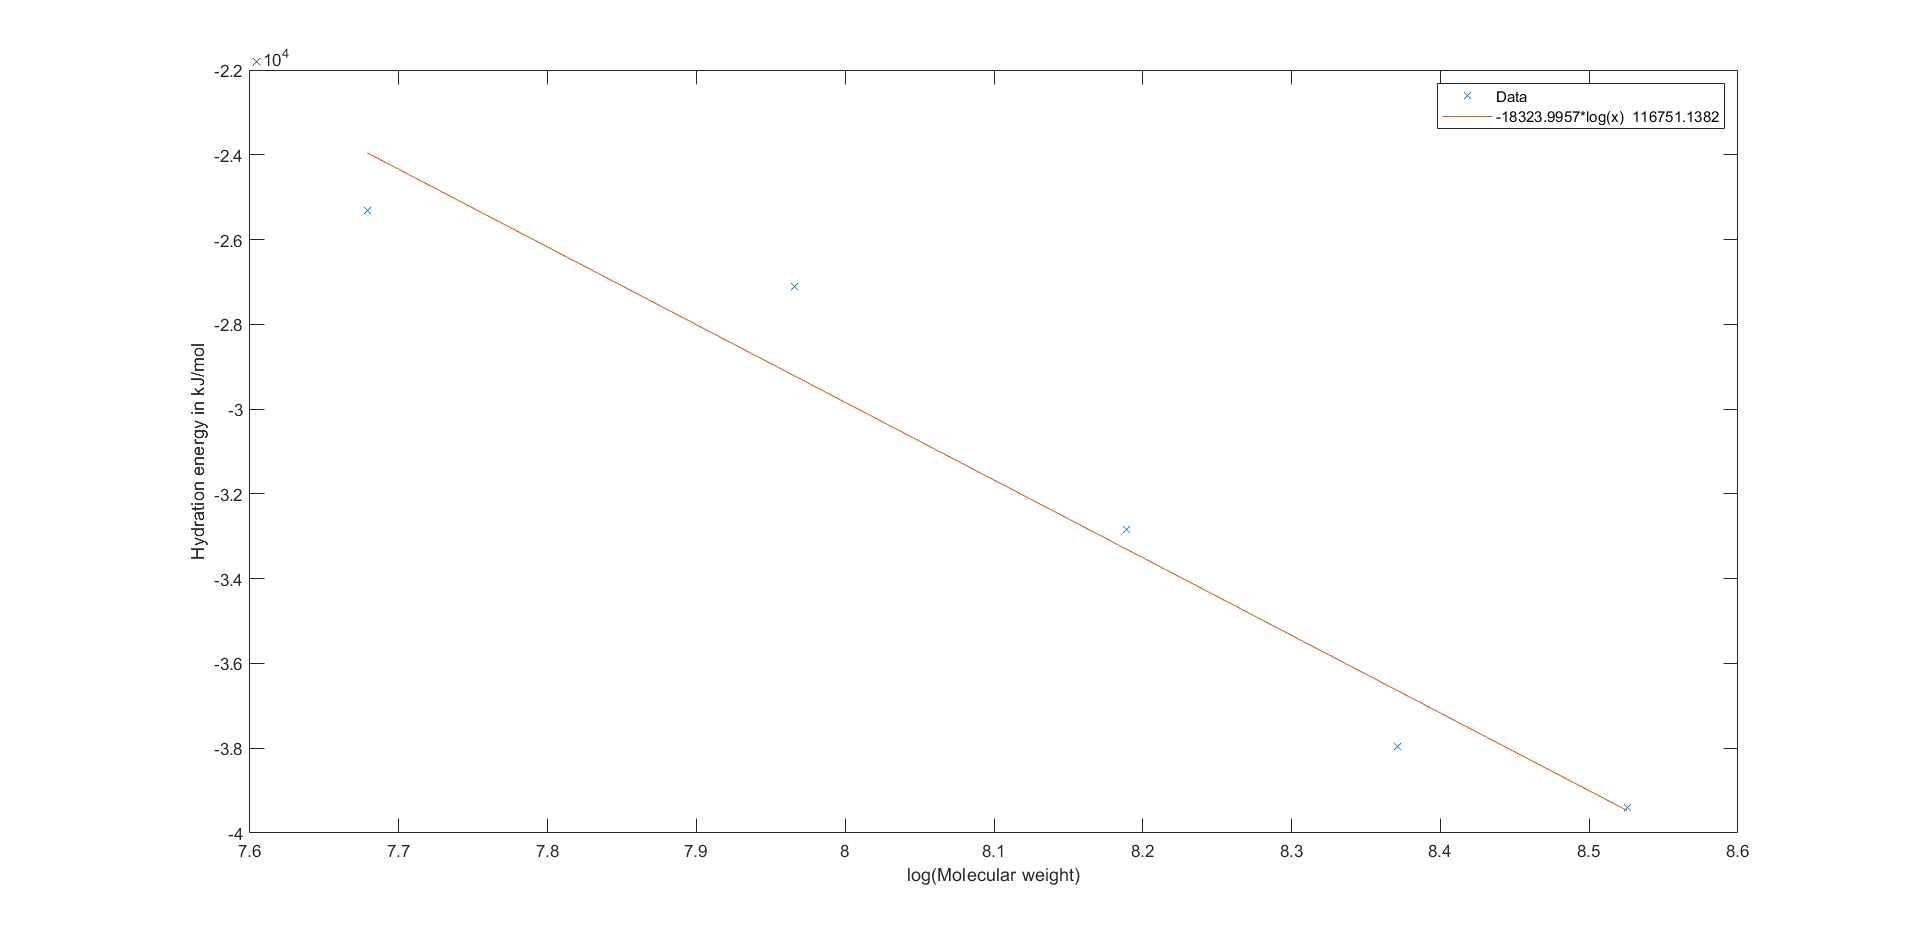 ×10^4
-2.2
-2.4
-2.6
-2.8
-3
-3.2
-3.4
-3.6
-3.8
-4
Hydration energy in kJ/mol
Data
-18323.9957*log(x)  116751.1382
7.6 7.7 7.8 7.9 8 8.1 8.2 8.3 8.4 8.5 8.6
log(Molecular weight)